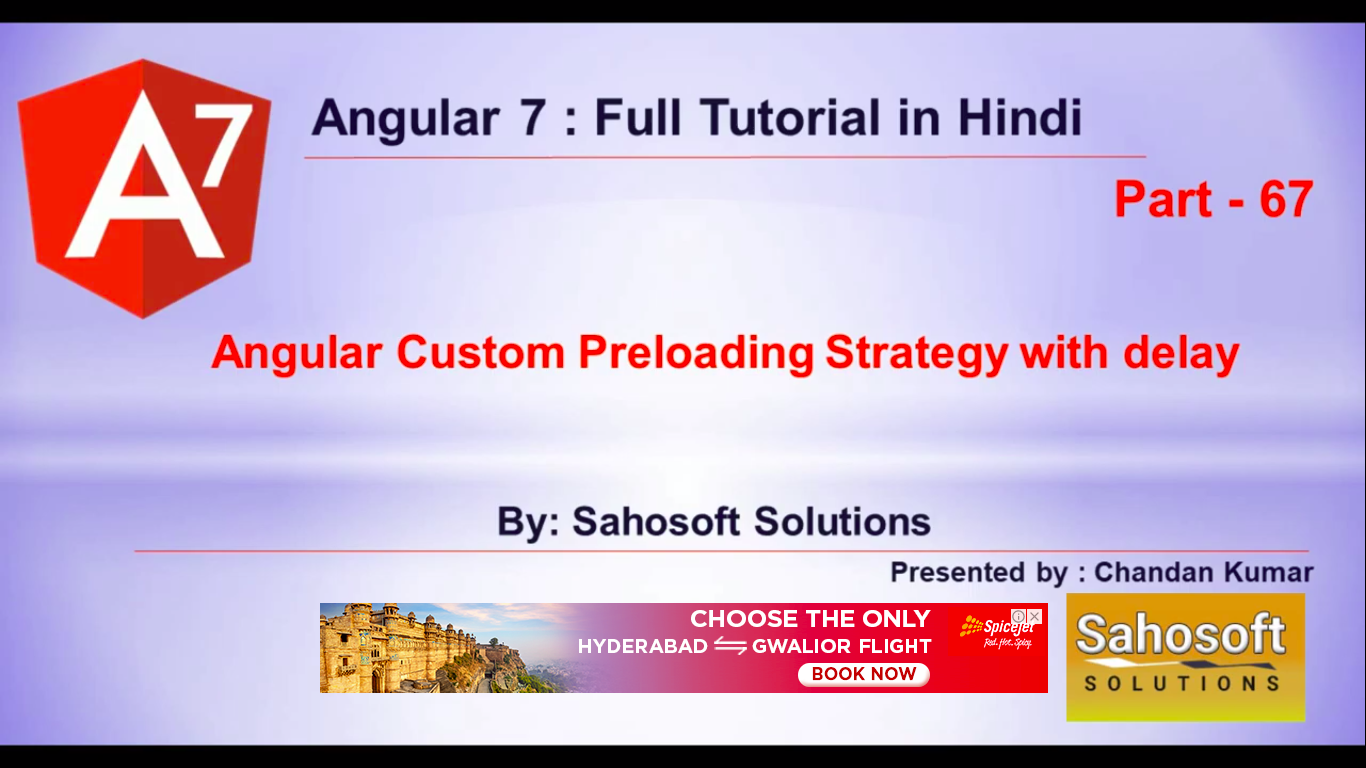 A7
Angular 7 : Full Tutorial in Hindi
Part - 67
Angular Custom Preloading Strategy with delay
By: Sahosoft Solutions
Presented by : Chandan Kumar
CHOOSE THE ONLY
HYDERABAD ⇌ GWALIOR FLIGHT
BOOK NOW
SpiceJet
Red. Hot. Spicy.
Sahosoft
SOLUTIONS